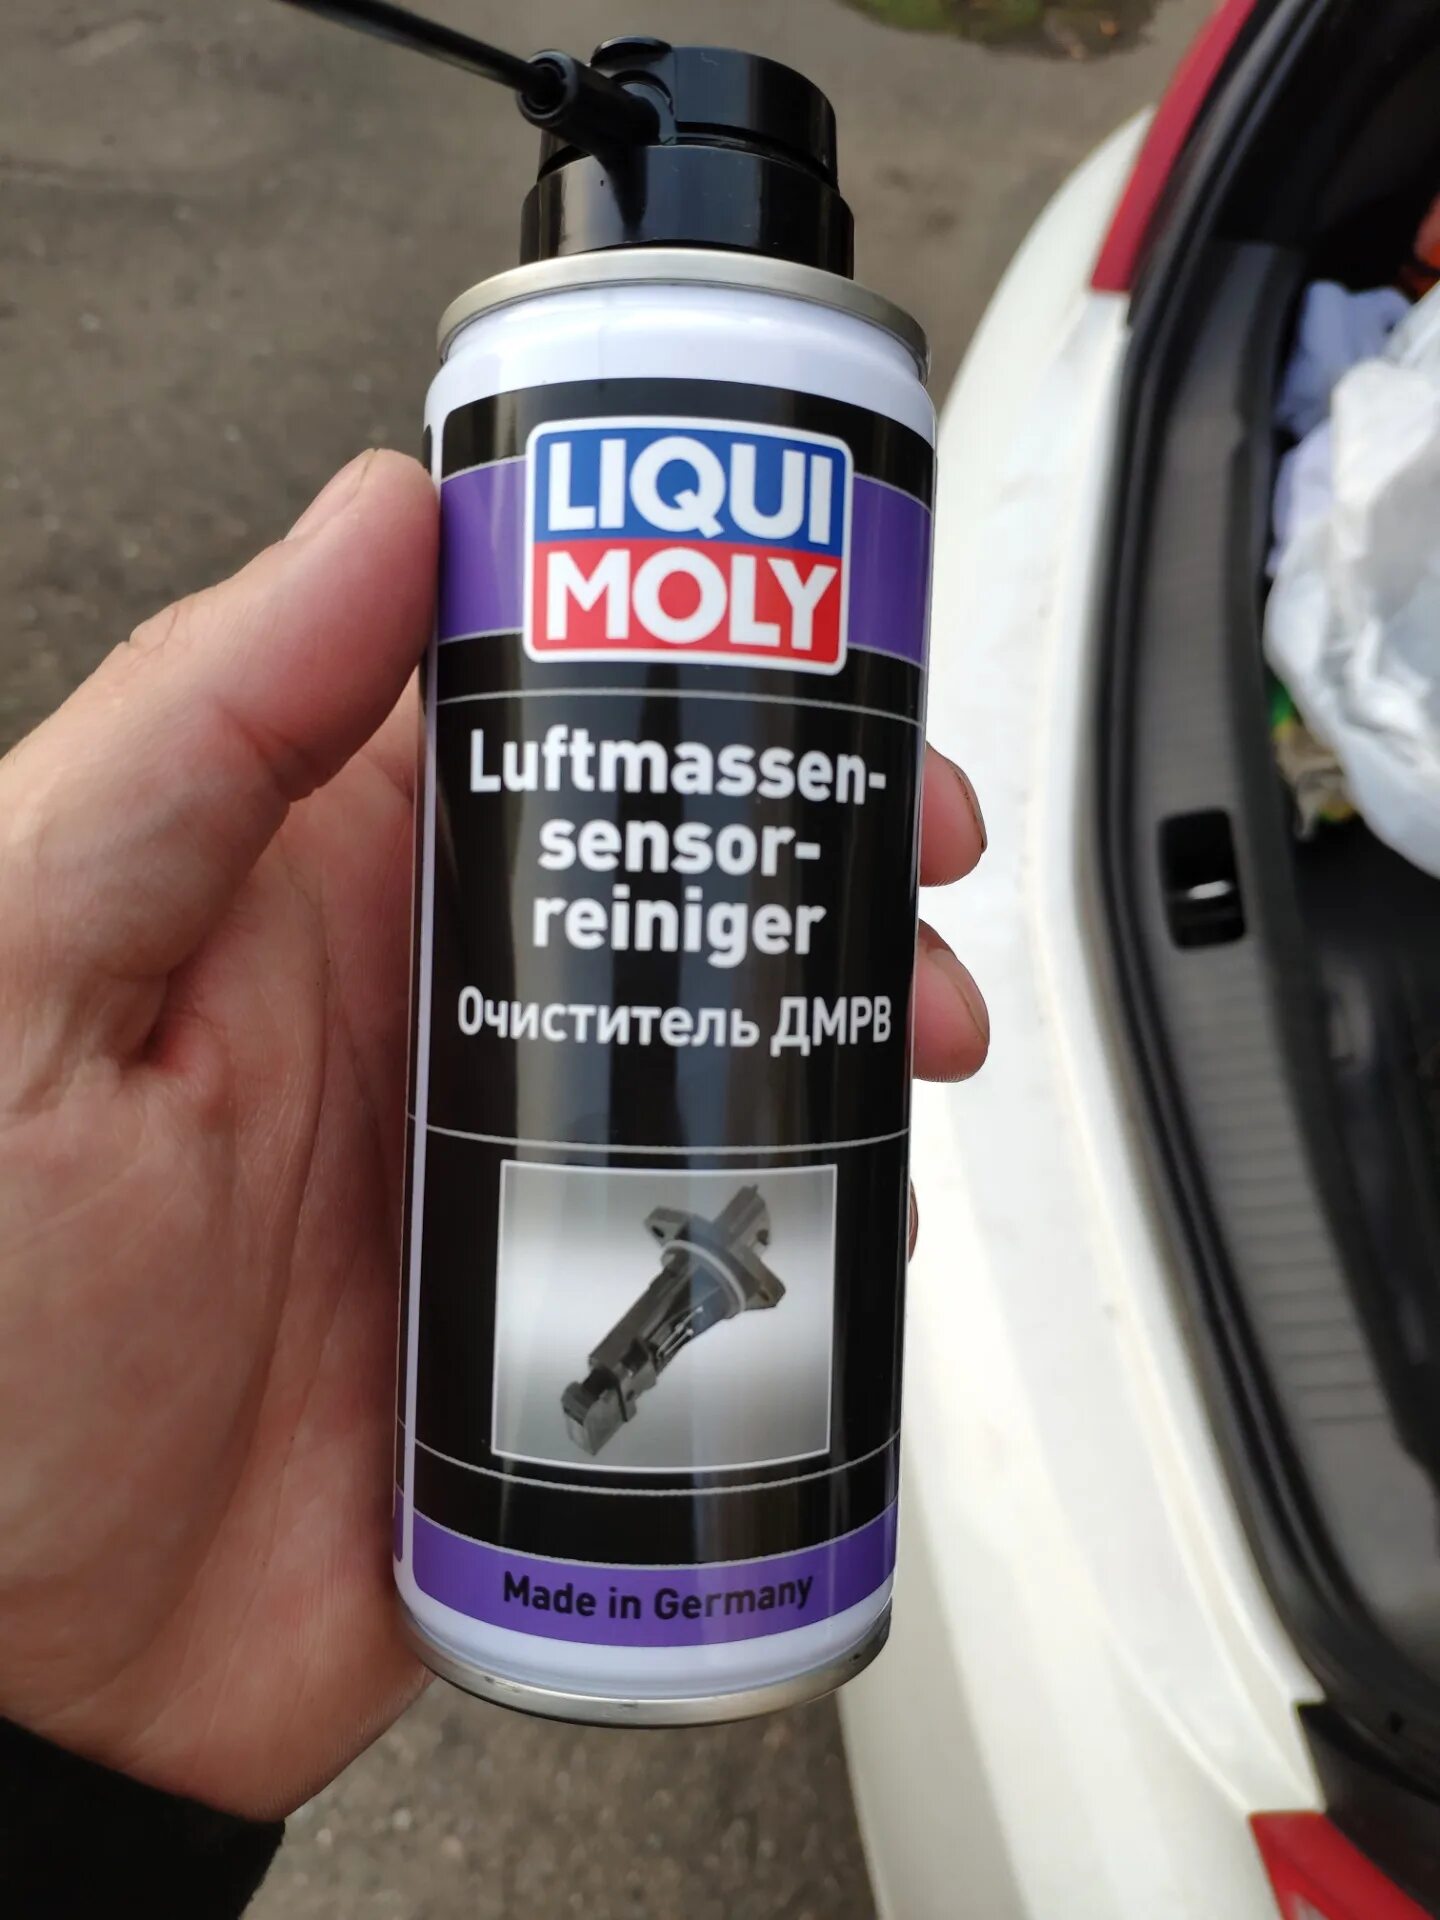 LIQUI
MOLY
Luftmassen-
sensor-
reiniger
Очиститель ДМРВ
Made in Germany